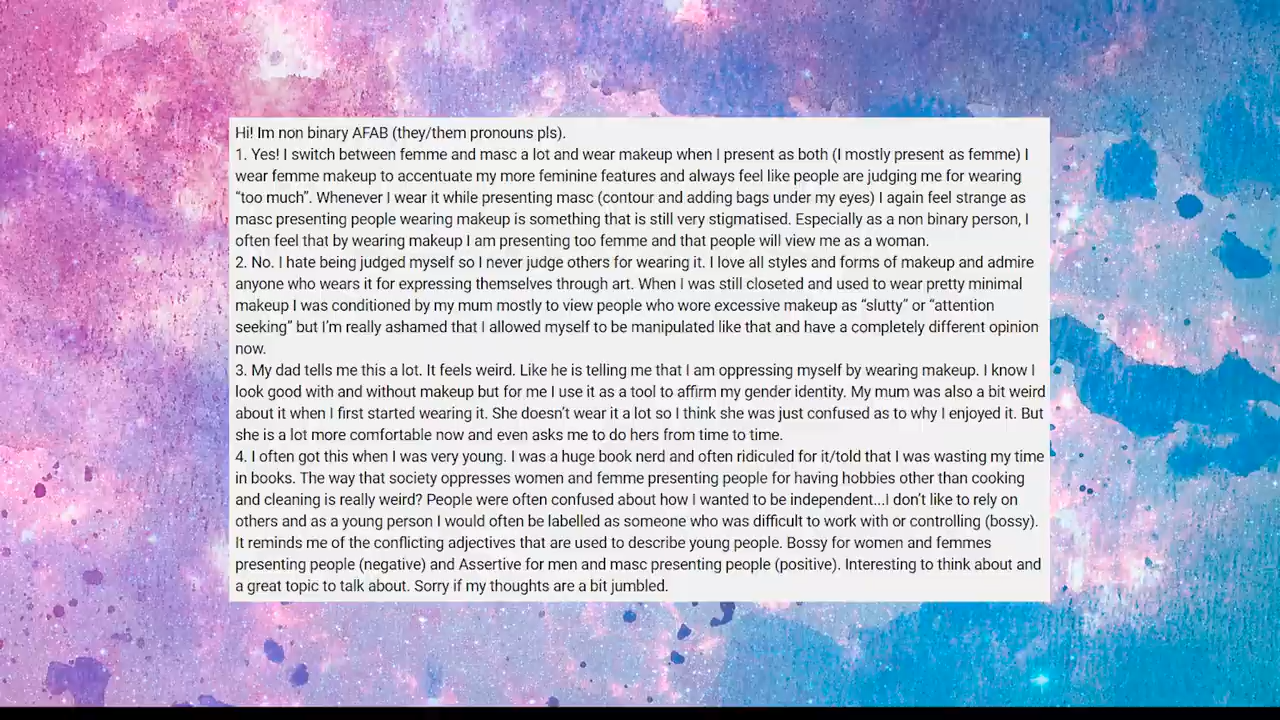 Hi! Im non binary AFAB (they/them pronouns pls).
1. Yes! I switch between femme and masc a lot and wear makeup when I present as both (I mostly present as femme) I
wear femme makeup to accentuate my more feminine features and always feel like people are judging me for wearing
“too much”. Whenever I wear it while presenting masc (contour and adding bags under my eyes) I again feel strange as
masc presenting people wearing makeup is something that is still very stigmatised. Especially as a non binary person, I
often feel that by wearing makeup I am presenting too femme and that people will view me as a woman.
2. No. I hate being judged myself so I never judge others for wearing it. I love all styles and forms of makeup and admire
anyone who wears it for expressing themselves through art. When I was still closeted and used to wear pretty minimal
makeup I was conditioned by my mum mostly to view people who wore excessive makeup as “slutty” or “attention
seeking” but I’m really ashamed that I allowed myself to be manipulated like that and have a completely different opinion
now.
3. My dad tells me this a lot. It feels weird. Like he is telling me that I am oppressing myself by wearing makeup. I know I
look good with and without makeup but for me I use it as a tool to affirm my gender identity. My mum was also a bit weird
about it when I first started wearing it. She doesn’t wear it a lot so I think she was just confused as to why I enjoyed it. But
she is a lot more comfortable now and even asks me to do hers from time to time.
4. I often got this when I was very young. I was a huge book nerd and often ridiculed for it/told that I was wasting my time
in books. The way that society oppresses women and femme presenting people for having hobbies other than cooking
and cleaning is really weird? People were often confused about how I wanted to be independent...I don’t like to rely on
others and as a young person I would often be labelled as someone who was difficult to work with or controlling (bossy).
It reminds me of the conflicting adjectives that are used to describe young people. Bossy for women and femmes
presenting people (negative) and Assertive for men and masc presenting people (positive). Interesting to think about and
a great topic to talk about. Sorry if my thoughts are a bit jumbled.